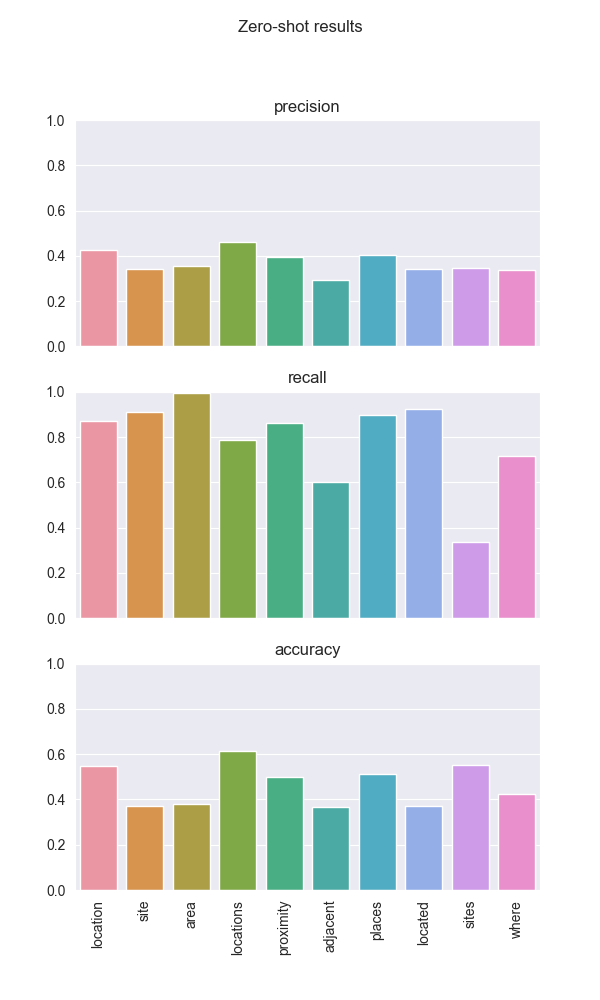 Zero-shot results
precision
1.0
0.8
0.6
0.4
0.2
0.0
recall
1.0
0.8
0.6
0.4
0.2
0.0
accuracy
1.0
0.8
0.6
0.4
0.2
0.0
location
site
area
locations
proximity
adjacent
places
located
sites
where